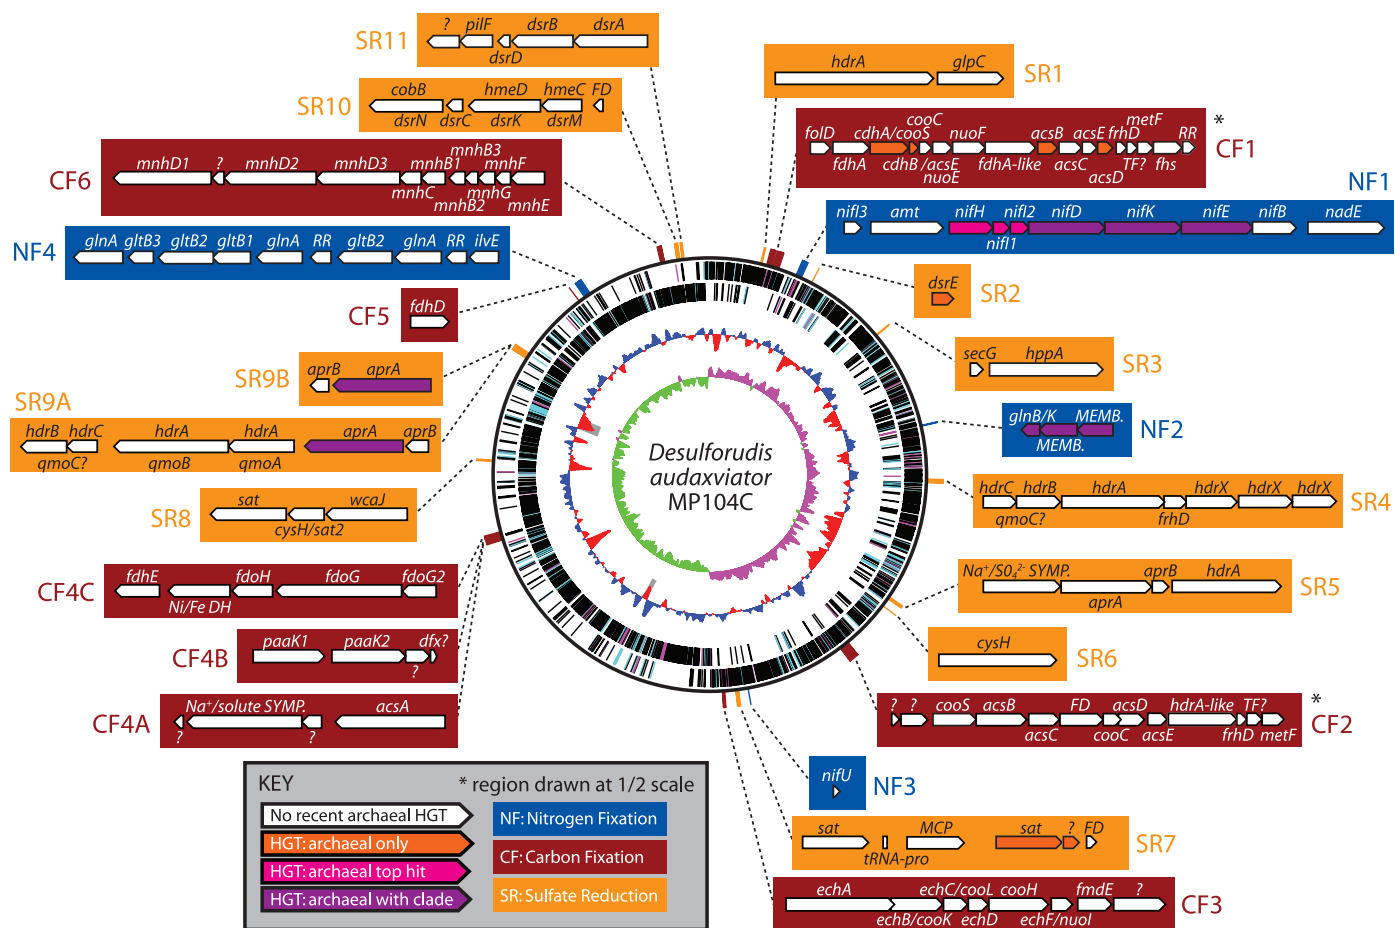 SR11
? pilF dsrB dsrA
dsrD
SR10
cobB hmeD hmeC FD
dsrN dsrC dsrK dsrM
CF6
mnhB3
mnhD1 ? mnhD2 mnhD3 mnhB1 mnhF
mnhC mnhG
mnhB2 mnhE
NF4
glnA gltB3 gltB2 gltB1 glnA RR gltB2 glnA RR ilvE
CF5
fdhD
SR9B
aprB aprA
SR9A
hdrB hdrC hdrA hdrA aprA aprB
qmoC? qmoB qmoA
SR8
sat wcaJ
cysH/sat2
CF4C
fdhE fdoH fdoG fdoG2
Ni/Fe DH
CF4B
paaK1 paaK2 dfx?
?
CF4A
Na+/solute SYMP. acsA
? ?
SR1
hdrA glpC
*
CF1
cooC metF
folD cdhA/cooS nuoF acsB acsE frhD RR
fdhA cdhB /acsE fdhA-like acsC TF? fhs
nuoE acsD
NF1
nifI3 amt nifH nifI2 nifD nifK nifE nifB nadE
nifI1
SR2
dsrE
SR3
secG hppA
NF2
glnB/K MEMB.
MEMB.
SR4
hdrC hdrB hdrA hdrX hdrX hdrX
qmoC? frhD
SR5
Na+/SO4 2- SYMP. aprB hdrA
aprA
SR6
cysH
*
CF2
? ? cooS acsB FD acsD hdrA-like TF?
acsC cooC acsE frhD metF
NF3
nifU
SR7
sat MCP sat ? FD
tRNA-pro
CF3
echA echC/cooL cooH fmdE ?
echB/cooK echD echF/nuoI
Desulforudis
audaxviator
MP104C
KEY
* region drawn at 1/2 scale
No recent archaeal HGT
HGT: archaeal only
HGT: archaeal top hit
HGT: archaeal with clade
NF: Nitrogen Fixation
CF: Carbon Fixation
SR: Sulfate Reduction